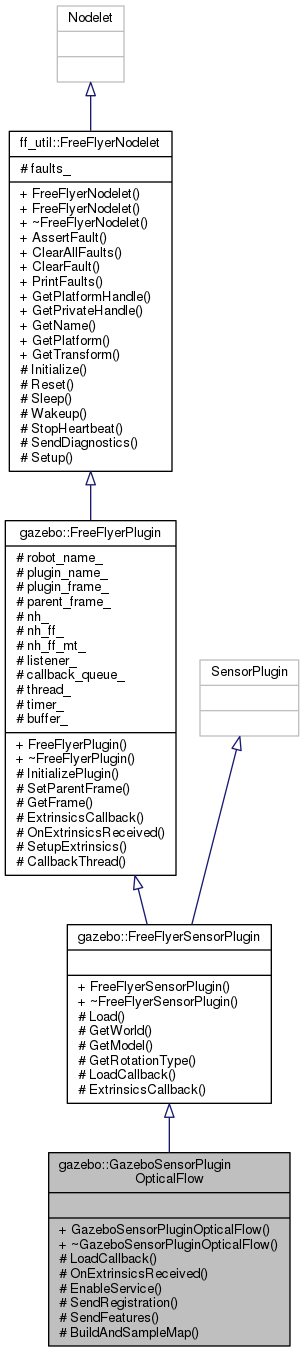 Nodelet
ff_util::FreeFlyerNodelet
# faults_
+ FreeFlyerNodelet()
+ FreeFlyerNodelet()
+ ~FreeFlyerNodelet()
+ AssertFault()
+ ClearAllFaults()
+ ClearFault()
+ PrintFaults()
+ GetPlatformHandle()
+ GetPrivateHandle()
+ GetName()
+ GetPlatform()
+ GetTransform()
# Initialize()
# Reset()
# Sleep()
# Wakeup()
# StopHeartbeat()
# SendDiagnostics()
# Setup()
gazebo::FreeFlyerPlugin
# robot_name_
# plugin_name_
# plugin_frame_
# parent_frame_
# nh_
# nh_ff_
# nh_ff_mt_
# listener_
# callback_queue_
# thread_
# timer_
# buffer_
+ FreeFlyerPlugin()
+ ~FreeFlyerPlugin()
# InitializePlugin()
# SetParentFrame()
# GetFrame()
# ExtrinsicsCallback()
# OnExtrinsicsReceived()
# SetupExtrinsics()
# CallbackThread()
SensorPlugin
gazebo::FreeFlyerSensorPlugin
+ FreeFlyerSensorPlugin()
+ ~FreeFlyerSensorPlugin()
# Load()
# GetWorld()
# GetModel()
# GetRotationType()
# LoadCallback()
# ExtrinsicsCallback()
gazebo::GazeboSensorPlugin
OpticalFlow
+ GazeboSensorPluginOpticalFlow()
+ ~GazeboSensorPluginOpticalFlow()
# LoadCallback()
# OnExtrinsicsReceived()
# EnableService()
# SendRegistration()
# SendFeatures()
# BuildAndSampleMap()